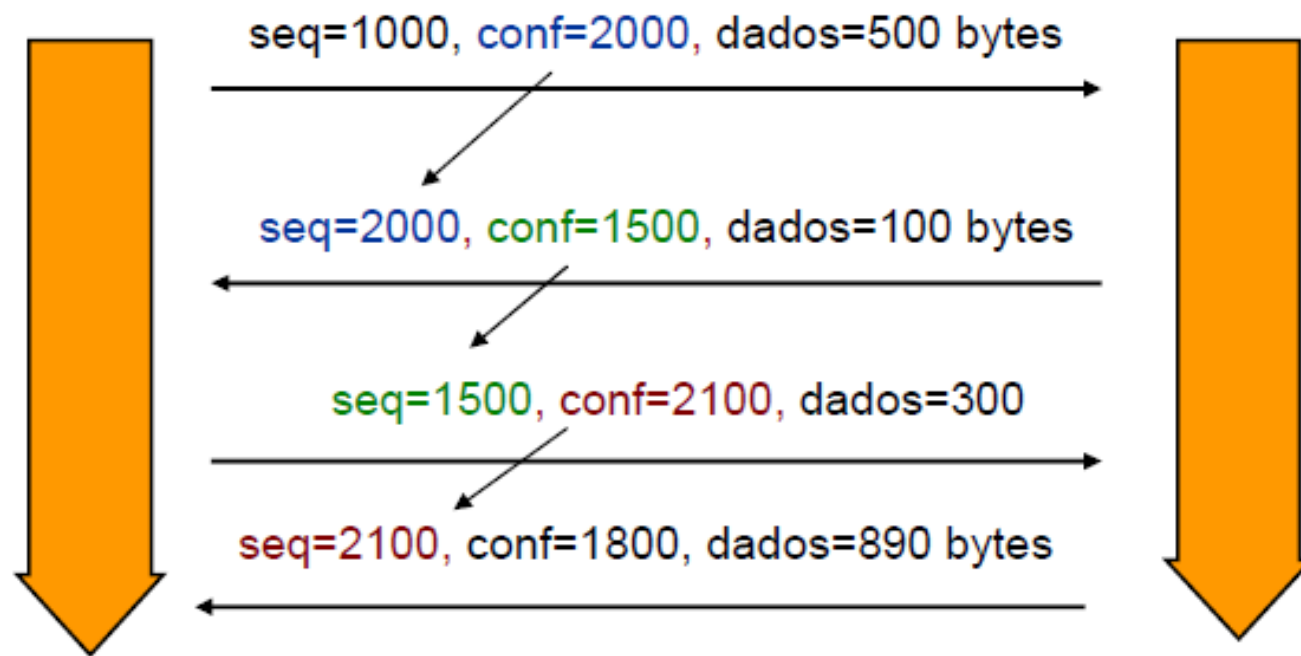 seq=1000, conf=2000, dados=500 bytes
seq=2000, conf=1500, dados=100 bytes
seq=1500, conf=2100, dados=300
seq=2100, conf=1800, dados=890 bytes